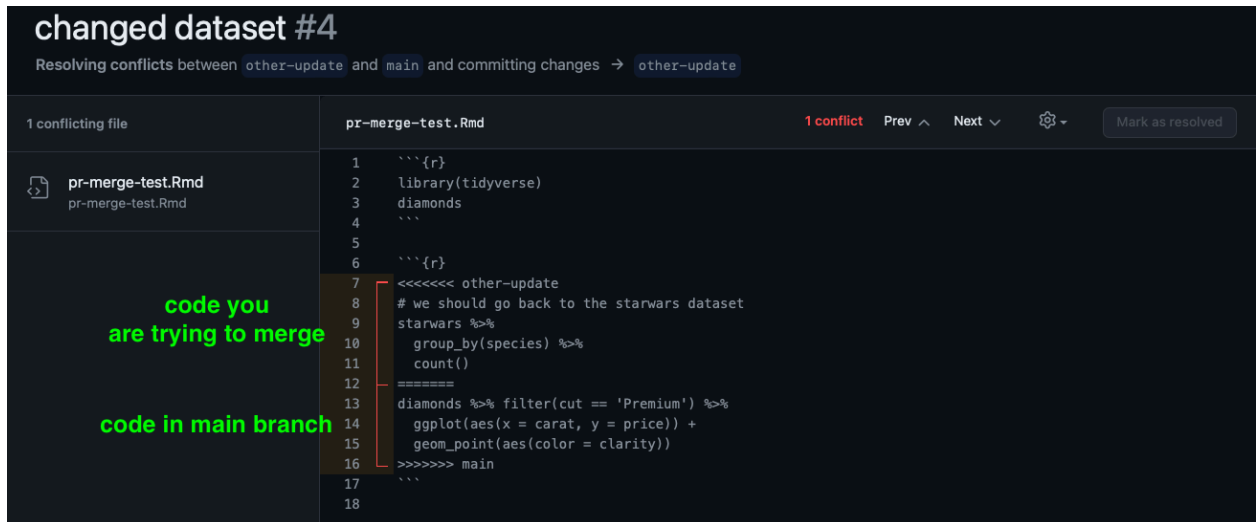 changed dataset #4
Resolving conflicts between other-update and main and committing changes → other-update
1 conflicting file
pr-merge-test.Rmd
1 conflict Prev Next Mark as resolved
pr-merge-test.Rmd
pr-merge-test.Rmd
code you
are trying to merge
code in main branch
1 ```{r}
2 library(tidyverse)
3 diamonds
4 ```
5
6 ```{r}
7 <<<<<<< other-update
8 # we should go back to the starwars dataset
9 starwars %>%
10   group_by(species) %>%
11   count()
12 =======
13 diamonds %>% filter(cut == 'Premium') %>%
14   ggplot(aes(x = carat, y = price)) +
15   geom_point(aes(color = clarity))
16 >>>>>>> main
17 ```
18